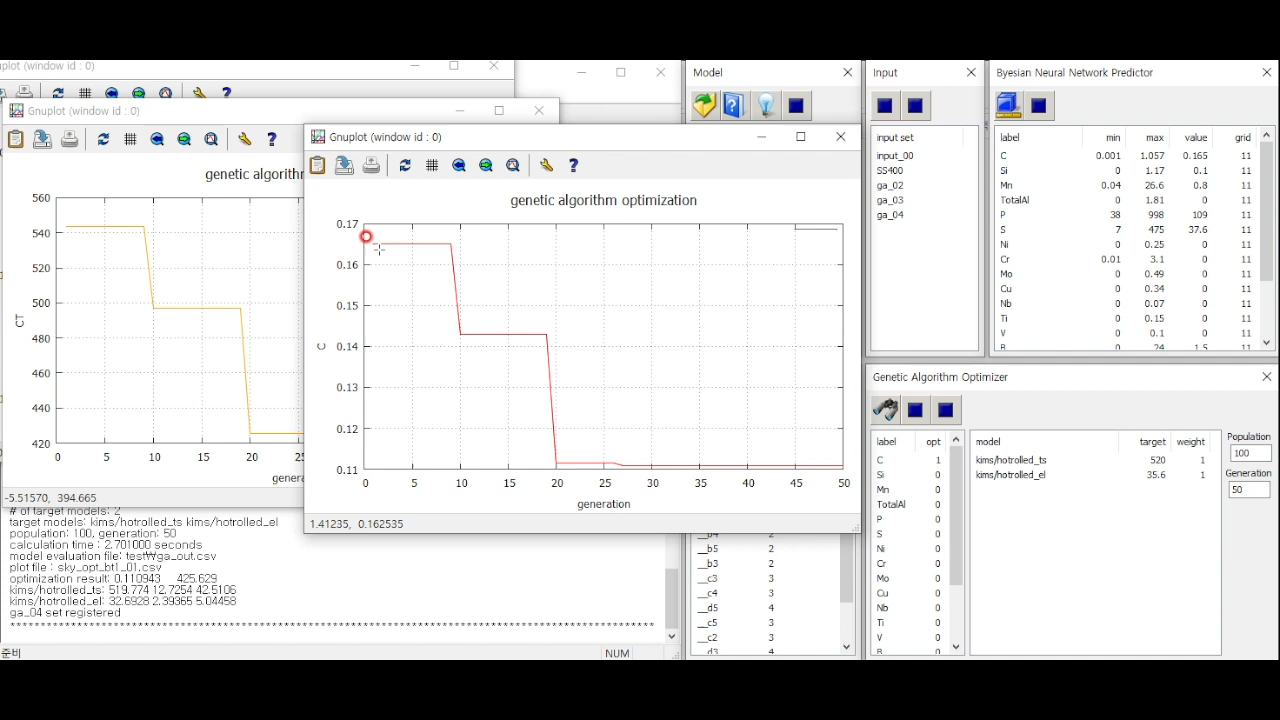 plot (window id : 0)
Gnuplot (window id : 0)
genetic algorithm
560
540
520
500
480
460
440
420
CT
0
5
10
15
20
25
genera
-5.51570, 394.665
Gnuplot (window id : 0)
genetic algorithm optimization
0.17
0.16
0.15
0.14
0.13
0.12
0.11
C
0
5
10
15
20
25
30
35
40
45
50
generation
1.41235, 0.162535
# of target models: 2
target models: kims/hotrolled_ts kims/hotrolled_el
population: 100, generation: 50
calculation time : 2.701000 seconds
model evaluation file: test₩ga_out.csv
plot file : sky_opt_bt1_01.csv
optimization result: 0.110943 425.629
kims/hotrolled_ts: 519.774 12.7254 42.5106
kims/hotrolled_el: 32.6928 2.39365 5.04458
ga_04 set registered
준비
NUM
Model
__b4 2
__b5 2
__b3 2
__c3 3
__c4 3
__d5 4
__c5 3
__c2 3
__d3 4
Input
input set
input_00
SS400
ga_02
ga_03
ga_04
Byesian Neural Network Predictor
label min max value grid
C 0.001 1.057 0.165 11
Si 0 1.17 0.1 11
Mn 0.04 26.6 0.8 11
TotalAl 0 1.81 0 11
P 38 998 109 11
S 7 475 37.6 11
Ni 0 0.25 0 11
Cr 0.01 3.1 0 11
Mo 0 0.49 0 11
Cu 0 0.34 0 11
Nb 0 0.07 0 11
Ti 0 0.15 0 11
V 0 0.1 0 11
B 0 24 1.5 11
Genetic Algorithm Optimizer
label opt
C 1
Si 0
Mn 0
TotalAl 0
P 0
S 0
Ni 0
Cr 0
Mo 0
Cu 0
Nb 0
Ti 0
V 0
B 0
model target weight
kims/hotrolled_ts 520 1
kims/hotrolled_el 35.6 1
Population
100
Generation
50